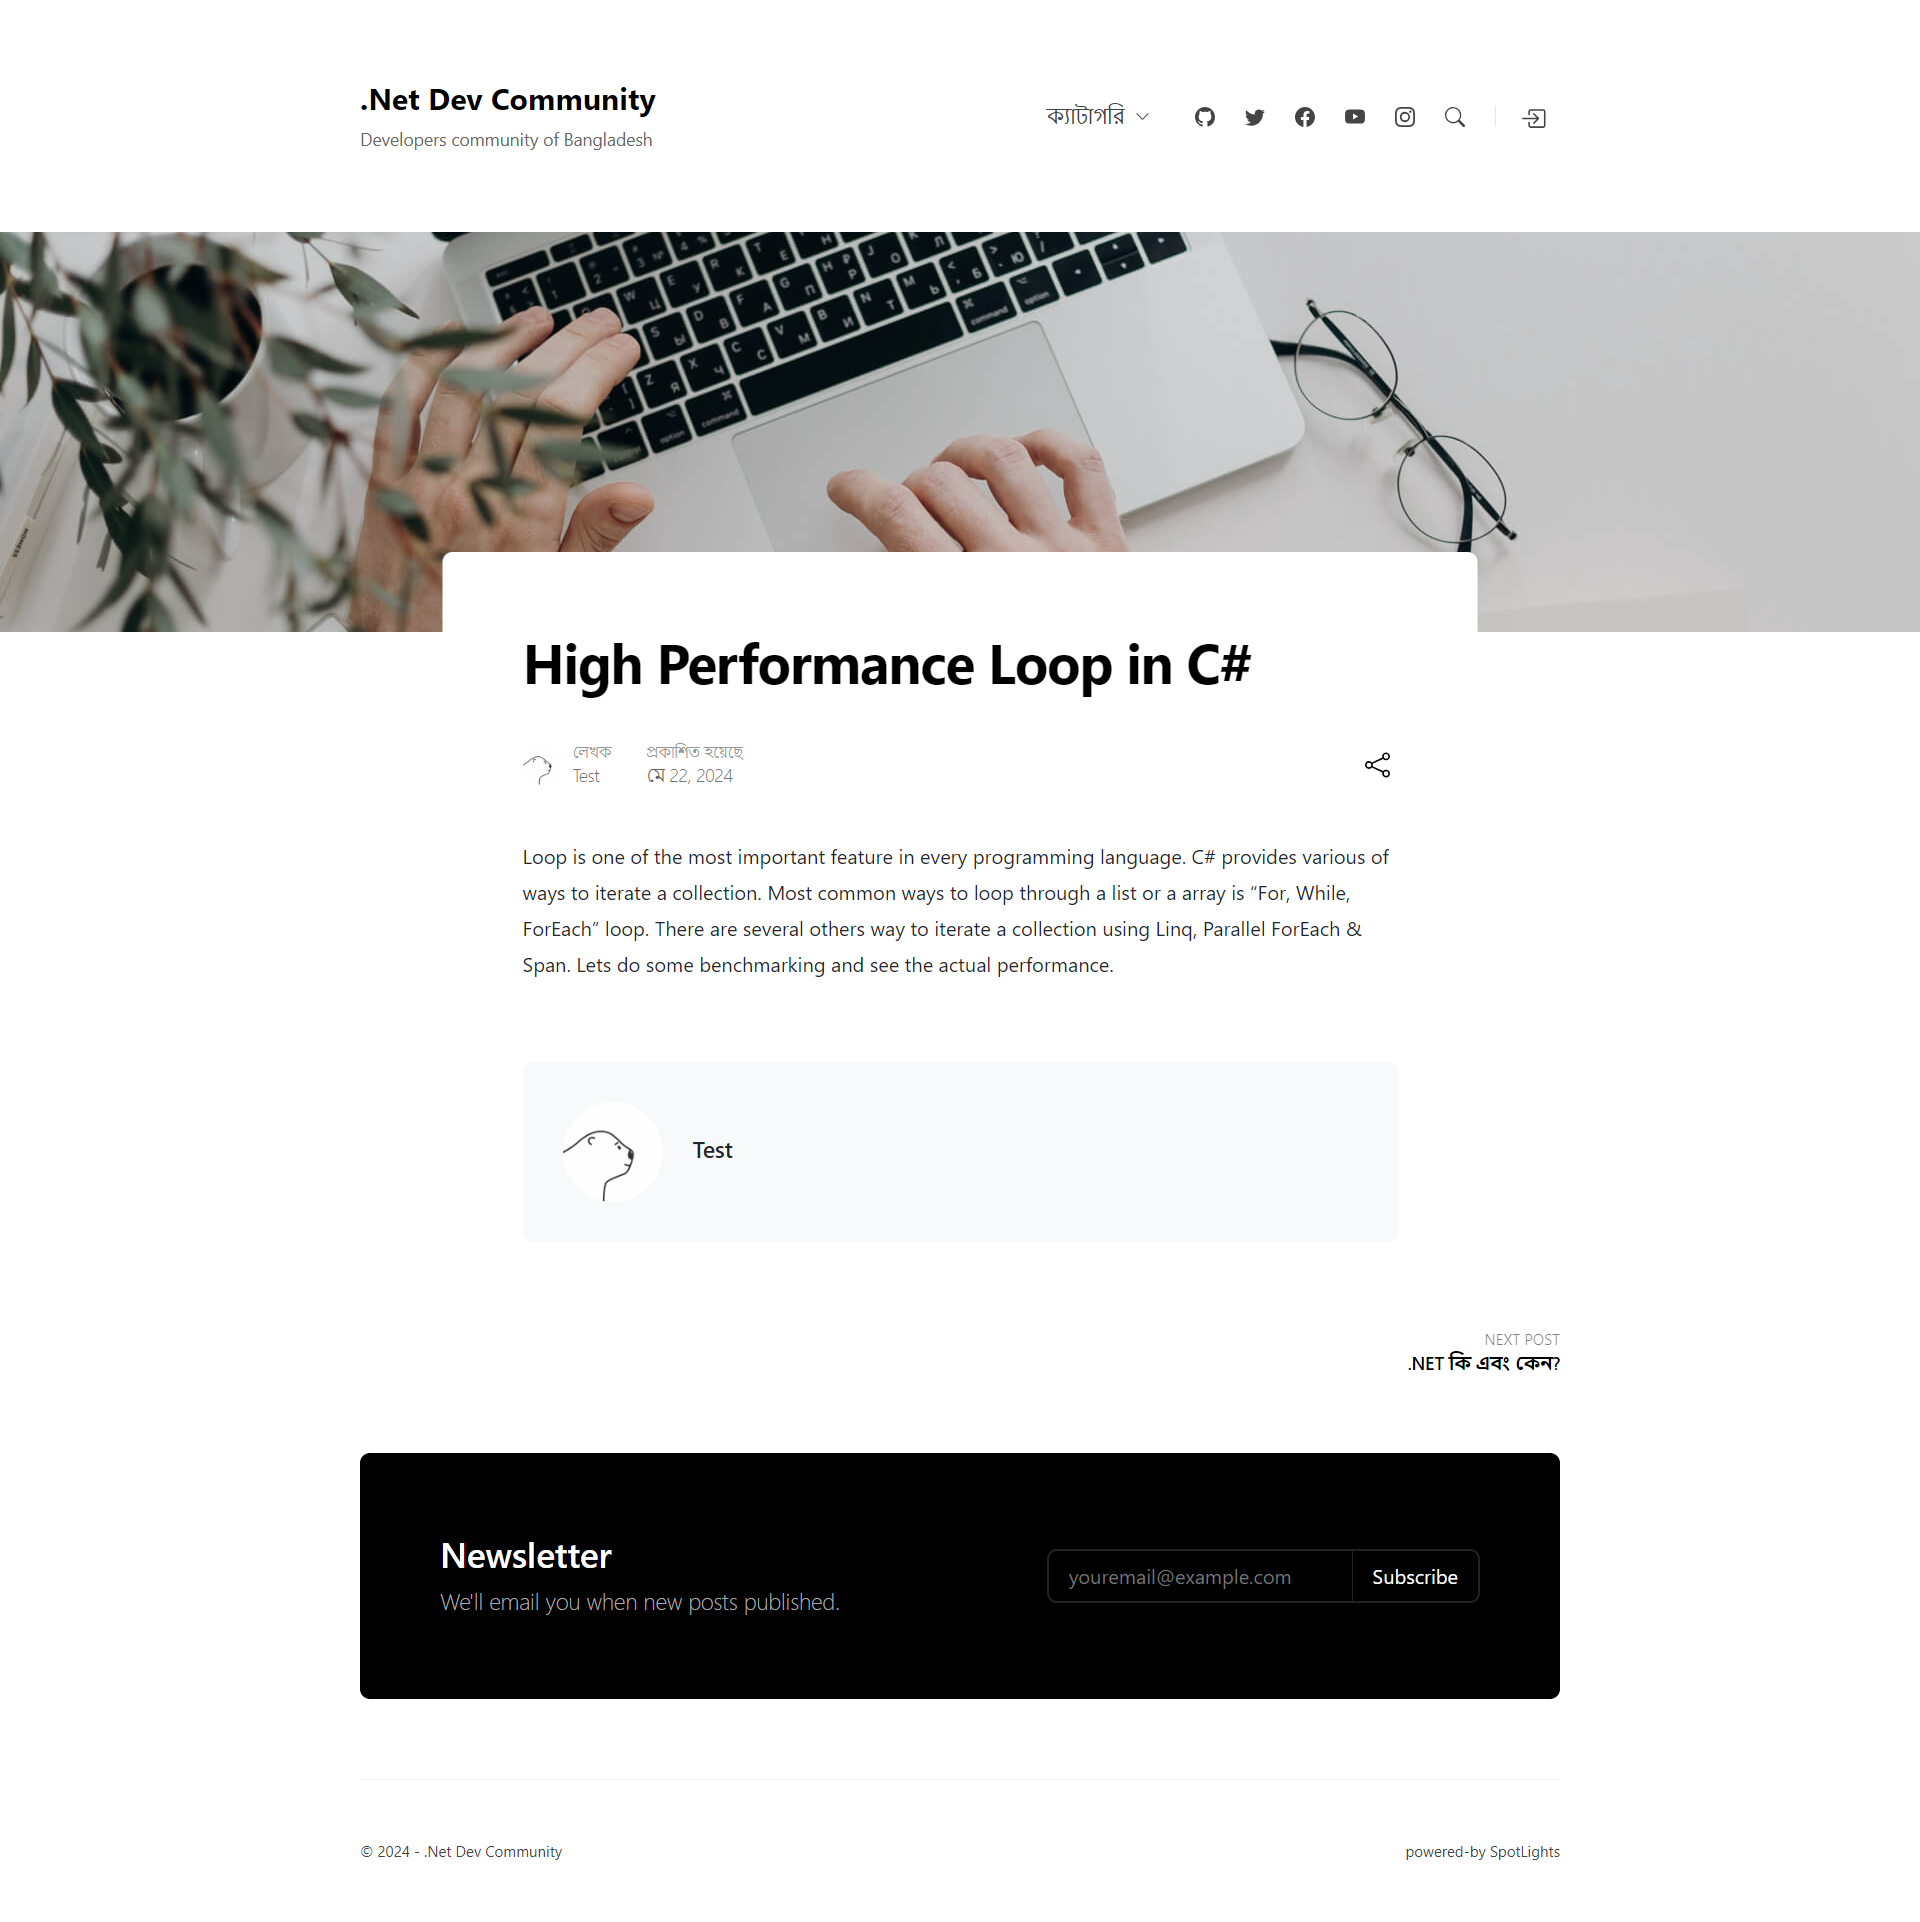 .Net Dev Community
Developers community of Bangladesh
ক্যাটাগরি
High Performance Loop in C#
লেখক
Test
প্রকাশিত হয়েছে
মে 22, 2024
Loop is one of the most important feature in every programming language. C# provides various of
ways to iterate a collection. Most common ways to loop through a list or a array is “For, While,
ForEach” loop. There are several others way to iterate a collection using Linq, Parallel ForEach &
Span. Lets do some benchmarking and see the actual performance.
Test
NEXT POST
.NET কি এবং কেন?
Newsletter
We'll email you when new posts published.
youremail@example.com
Subscribe
© 2024 - .Net Dev Community
powered-by SpotLights